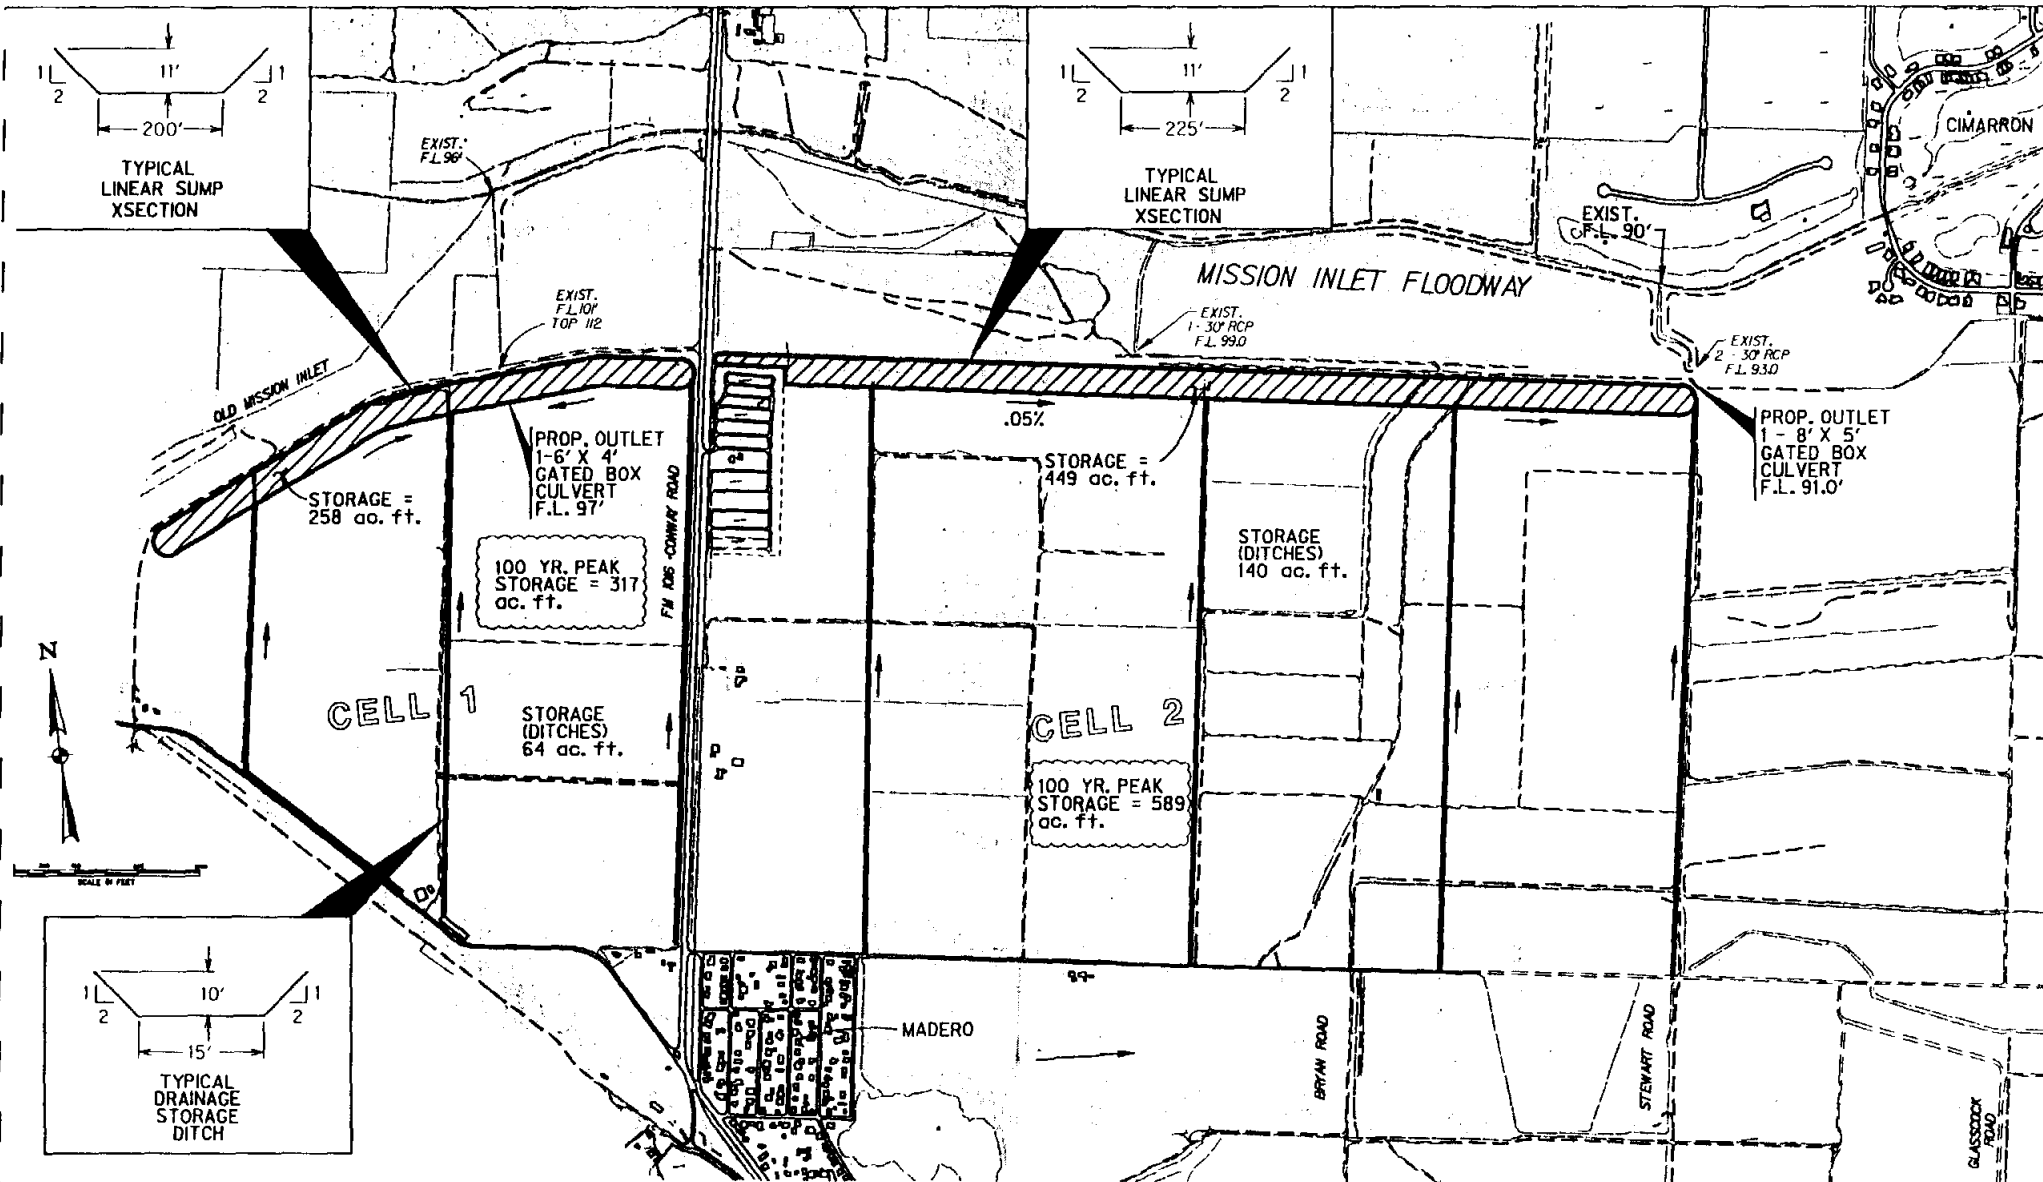 1
2
11'
1
2
200'
TYPICAL
LINEAR SUMP
XSECTION
EXIST.
F.L. 96'
1
2
11'
1
2
225'
TYPICAL
LINEAR SUMP
XSECTION
CIMARRON
EXIST.
F.L. 90'
MISSION INLET FLOODWAY
EXIST.
F.L. 101'
TOP 112
EXIST.
1 - 30" RCP
F.L. 99.0
EXIST.
2 - 30" RCP
F.L. 93.0
OLD MISSION INLET
PROP. OUTLET
1-6' X 4'
GATED BOX
CULVERT
F.L. 97'
.05%
PROP. OUTLET
1 - 8' X 5'
GATED BOX
CULVERT
F.L. 91.0'
STORAGE =
258 ac. ft.
STORAGE =
449 ac. ft.
FM 1016 -CONWAY ROAD
100 YR. PEAK
STORAGE = 317
ac. ft.
STORAGE
(DITCHES)
140 ac. ft.
N
CELL 1
STORAGE
(DITCHES)
64 ac. ft.
CELL 2
100 YR. PEAK
STORAGE = 589
ac. ft.
SCALE IN FEET
1
2
10'
1
2
15'
TYPICAL
DRAINAGE
STORAGE
DITCH
MADERO
BRYAN ROAD
STEWART ROAD
GLASSCOCK
ROAD